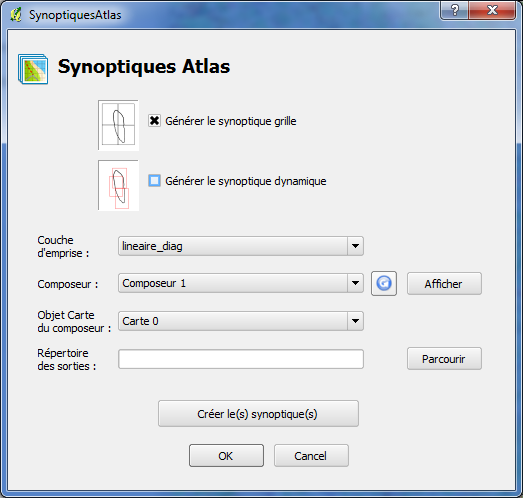 SynoptiquesAtlas
Synoptiques Atlas
Générer le synoptique grille
Générer le synoptique dynamique
Couche
d'emprise :
lineaire_diag
Composeur :
Composeur 1
Afficher
Objet Carte
du composeur :
Carte 0
Répertoire
des sorties :
Parcourir
Créer le(s) synoptique(s)
OK
Cancel